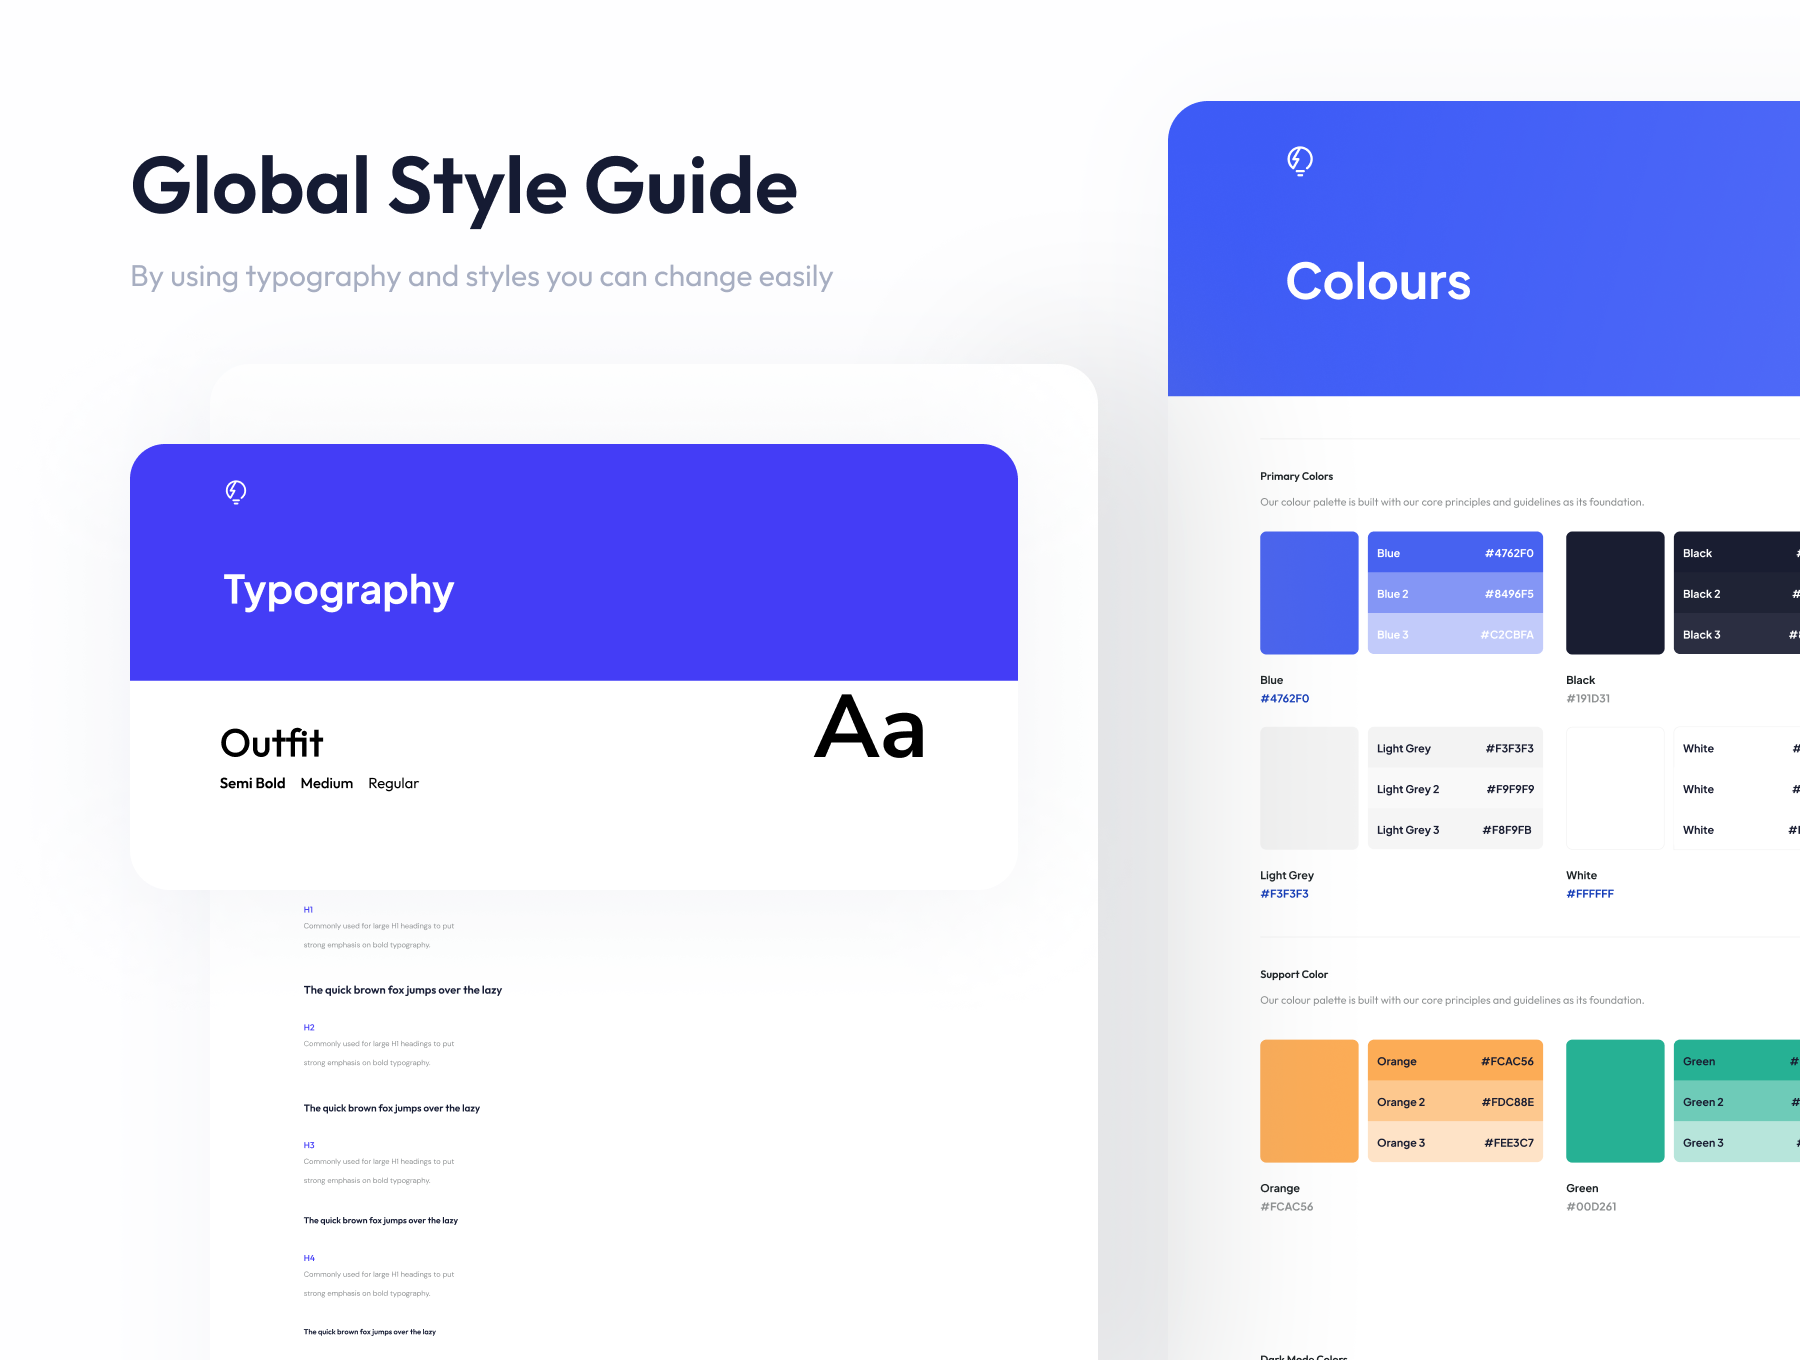 Global Style Guide
By using typography and styles you can change easily
Typography
Outfit
Semi Bold Medium Regular
Aa
H1
Commonly used for large H1 headings to put
strong emphasis on bold typography.
The quick brown fox jumps over the lazy
H2
Commonly used for large H1 headings to put
strong emphasis on bold typography.
The quick brown fox jumps over the lazy
H3
Commonly used for large H1 headings to put
strong emphasis on bold typography.
The quick brown fox jumps over the lazy
H4
Commonly used for large H1 headings to put
strong emphasis on bold typography.
The quick brown fox jumps over the lazy
Colours
Primary Colors
Our colour palette is built with our core principles and guidelines as its foundation.
Blue #4762F0
Blue 2 #8496F5
Blue 3 #C2CBFA
Blue
#4762F0
Black #
Black 2 #
Black 3 #
Black
#191D31
Light Grey #F3F3F3
Light Grey 2 #F9F9F9
Light Grey 3 #F8F9FB
Light Grey
#F3F3F3
White #
White #
White #
White
#FFFFFF
Support Color
Our colour palette is built with our core principles and guidelines as its foundation.
Orange #FCAC56
Orange 2 #FDC88E
Orange 3 #FEE3C7
Orange
#FCAC56
Green #
Green 2 #
Green 3
Green
#00D261
Dark Mode Colors